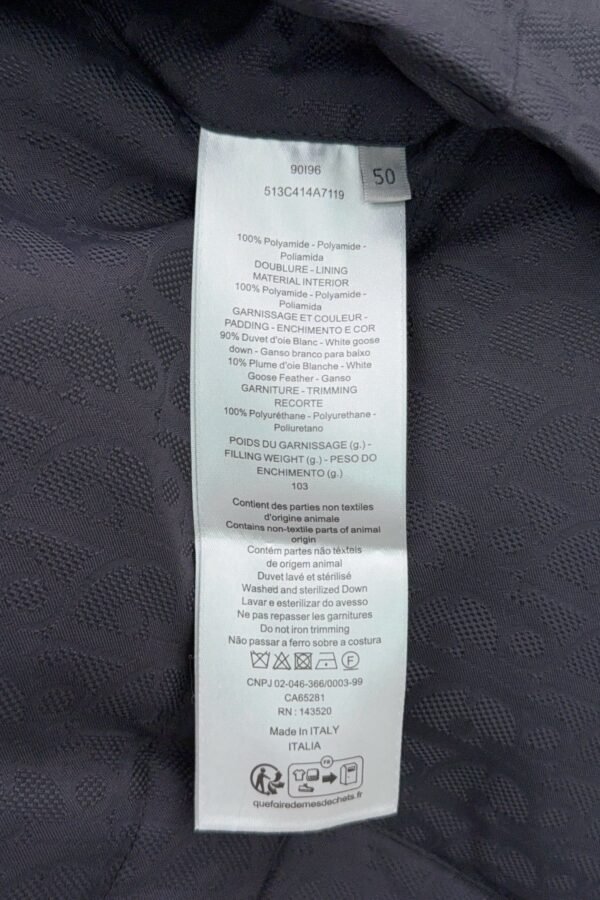 90I96
50
513C414A7119
100% Polyamide - Polyamide -
Poliamida
DOUBLURE - LINING
MATERIAL INTERIOR
100% Polyamide - Polyamide -
Poliamida
GARNISSAGE ET COULEUR -
PADDING - ENCHIMENTO E COR
90% Duvet d'oie Blanc - White goose
down - Ganso branco para baixo
10% Plume d'oie Blanche - White
Goose Feather - Ganso
GARNITURE - TRIMMING
RECORTE
100% Polyuréthane - Polyurethane -
Poliuretano
POIDS DU GARNISSAGE (g.) -
FILLING WEIGHT (g.) - PESO DO
ENCHIMENTO (g.)
103
Contient des parties non textiles
d'origine animale
Contains non-textile parts of animal
origin
Contém partes não têxteis
de origem animal
Duvet lavé et stérilisé
Washed and sterilized Down
Lavar e esterilizar do avesso
Ne pas repasser les garnitures
Do not iron trimming
Não passar a ferro sobre a costura
F
CNPJ 02-046-366/0003-99
CA65281
RN : 143520
Made In ITALY
ITALIA
FR
quefairedemesdechets.fr